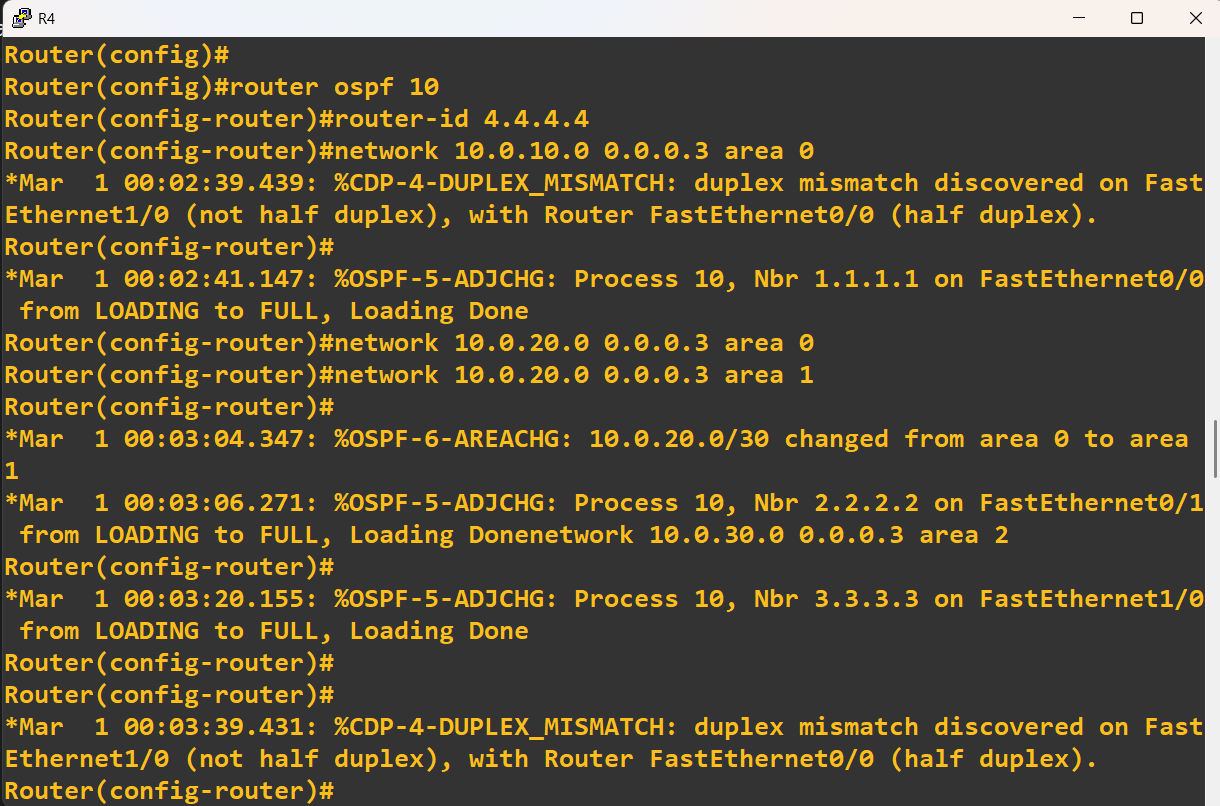 R4
Router(config)#
Router(config)#router ospf 10
Router(config-router)#router-id 4.4.4.4
Router(config-router)#network 10.0.10.0 0.0.0.3 area 0
*Mar  1 00:02:39.439: %CDP-4-DUPLEX_MISMATCH: duplex mismatch discovered on Fast
Ethernet1/0 (not half duplex), with Router FastEthernet0/0 (half duplex).
Router(config-router)#
*Mar  1 00:02:41.147: %OSPF-5-ADJCHG: Process 10, Nbr 1.1.1.1 on FastEthernet0/0
 from LOADING to FULL, Loading Done
Router(config-router)#network 10.0.20.0 0.0.0.3 area 0
Router(config-router)#network 10.0.20.0 0.0.0.3 area 1
Router(config-router)#
*Mar  1 00:03:04.347: %OSPF-6-AREACHG: 10.0.20.0/30 changed from area 0 to area
1
*Mar  1 00:03:06.271: %OSPF-5-ADJCHG: Process 10, Nbr 2.2.2.2 on FastEthernet0/1
 from LOADING to FULL, Loading Donenetwork 10.0.30.0 0.0.0.3 area 2
Router(config-router)#
*Mar  1 00:03:20.155: %OSPF-5-ADJCHG: Process 10, Nbr 3.3.3.3 on FastEthernet1/0
 from LOADING to FULL, Loading Done
Router(config-router)#
Router(config-router)#
*Mar  1 00:03:39.431: %CDP-4-DUPLEX_MISMATCH: duplex mismatch discovered on Fast
Ethernet1/0 (not half duplex), with Router FastEthernet0/0 (half duplex).
Router(config-router)#